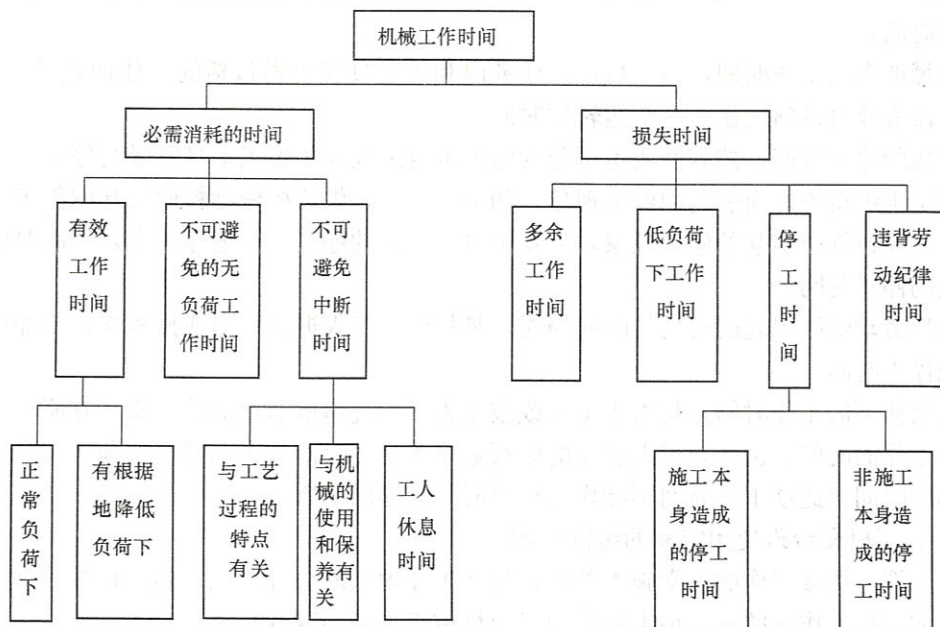 机械工作时间
必需消耗的时间
损失时间
有效
工作
时间
不可避
免的无
负荷工
作时间
不可
避免
中断
时间
多余
工作
时间
低负荷
下工作
时间
停
工
时
间
违背劳
动纪律
时间
正
常
负
荷
下
有根据
地降低
负荷下
与工艺
过程的
特点
有关
与机
械的
使用
和保
养有
关
工人
休息
时间
施工本
身造成
的停工
时间
非施工
本身造
成的停
工时间